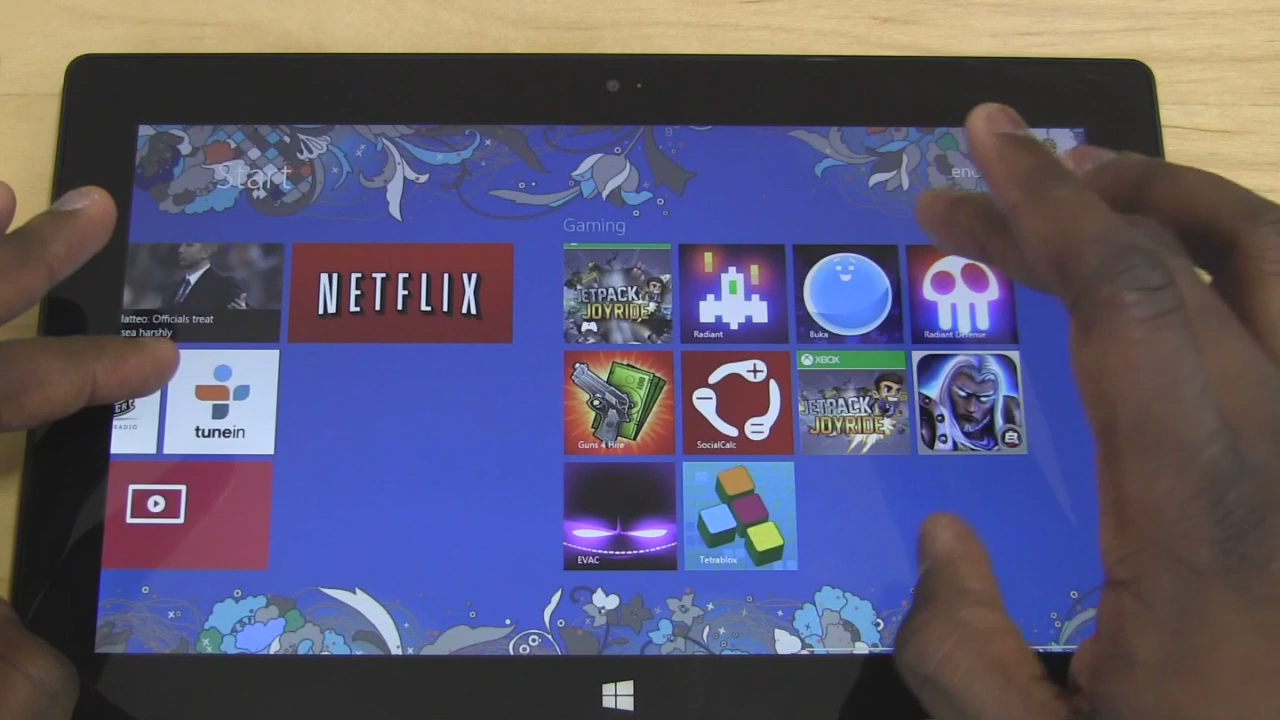 Start
Gaming
NETFLIX
latteo: Officials treat
sea harshly
JETPACK
JOYRIDE
Radiant
Buka
Radiant Defense
tunein
ADIO
Guns 4 Hire
SocialCalc
XBOX
JETPACK
JOYRIDE
EVAC
Tetrablox